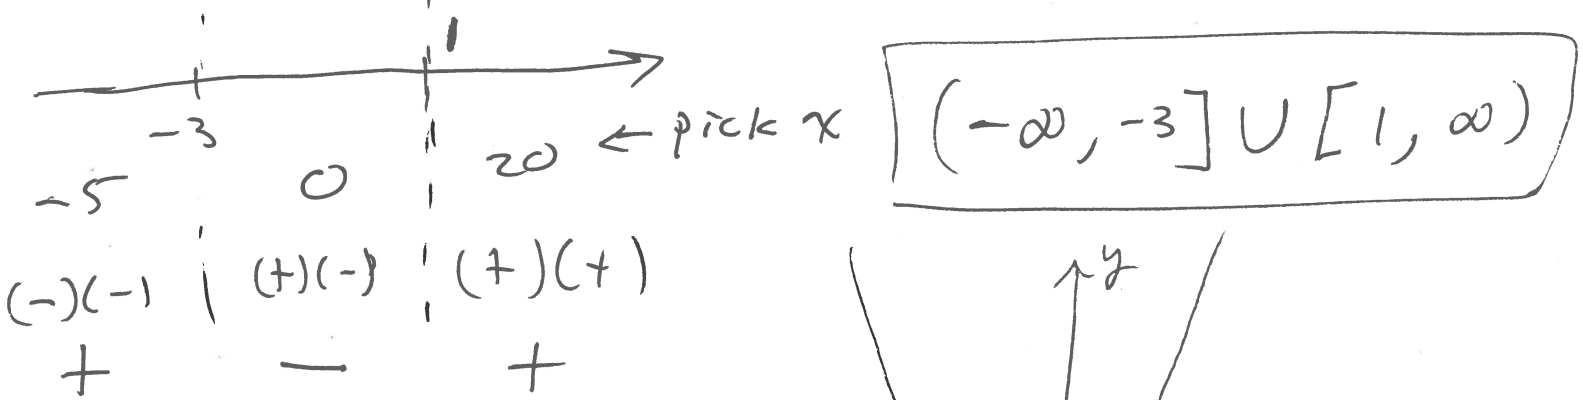 1
-3
-5 0 20 ← pick x
(-)(-) (+)(-) (+)(+)
+ - +
(-∞, -3] ∪ [1, ∞)
y